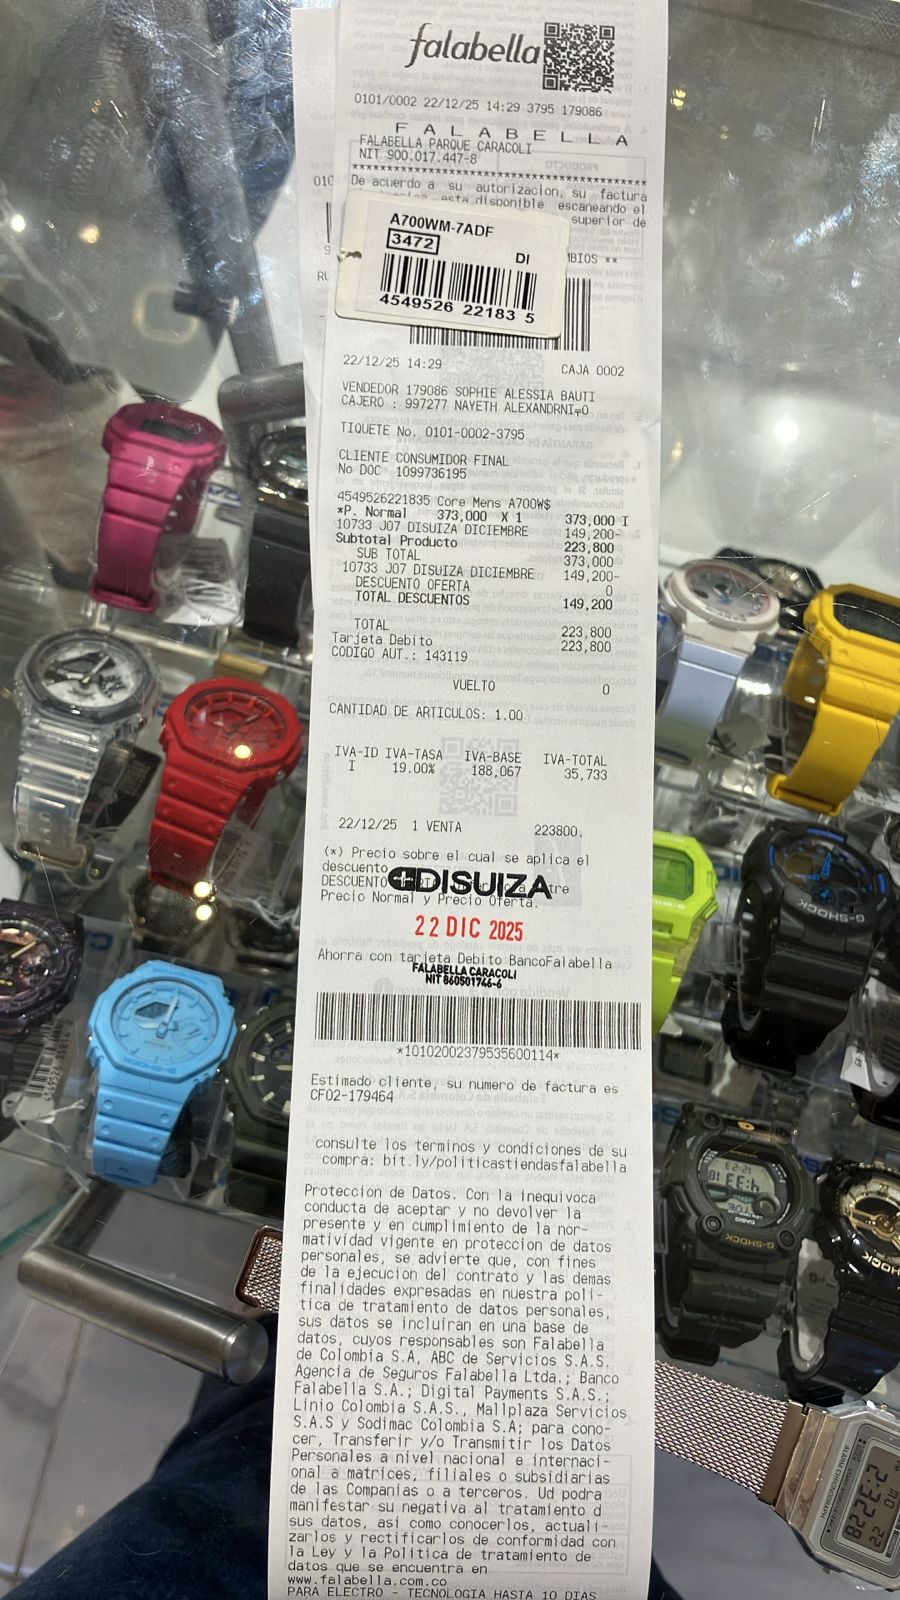 falabella
0101/0002 22/12/25 14:29 3795 179086
F A L A B E L L A
FALABELLA PARQUE CARACOLI
NIT 900.017.447-8
************************************
De acuerdo a su autorizacion, su factura
esta disponible escaneando el
superior de
A700WM-7ADF
3472
DI
4549526 22183 5
MBIOS **
22/12/25 14:29 CAJA 0002
VENDEDOR 179086 SOPHIE ALESSIA BAUTI
CAJERO : 997277 NAYETH ALEXANDRNI╤O
TIQUETE No. 0101-0002-3795
CLIENTE CONSUMIDOR FINAL
No DOC 1099736195
4549526221835 Core Mens A700W$
*P. Normal 373,000 X 1 373,000 I
10733 J07 DISUIZA DICIEMBRE 149,200-
Subtotal Producto 223,800
SUB TOTAL 373,000
10733 J07 DISUIZA DICIEMBRE 149,200-
DESCUENTO OFERTA 0
TOTAL DESCUENTOS 149,200
TOTAL 223,800
Tarjeta Debito 223,800
CODIGO AUT.: 143119
VUELTO 0
CANTIDAD DE ARTICULOS: 1.00
IVA-ID IVA-TASA IVA-BASE IVA-TOTAL
I 19.00% 188,067 35,733
22/12/25 1 VENTA 223800.
(*) Precio sobre el cual se aplica el
descuento
DISUIZA
DESCUENTO
Precio Normal y Precio Oferta.
22 DIC 2025
Ahorra con tarjeta Debito BancoFalabella
FALABELLA CARACOLI
NIT 860501746-6
*10102002379535600114*
Estimado cliente, su numero de factura es
CF02-179464
consulte los terminos y condiciones de su
compra: bit.ly/politicastiendasfalabella
Proteccion de Datos. Con la inequivoca
conducta de aceptar y no devolver la
presente y en cumplimiento de la nor-
matividad vigente en proteccion de datos
personales, se advierte que, con fines
de la ejecucion del contrato y las demas
finalidades expresadas en nuestra poli-
tica de tratamiento de datos personales,
sus datos se incluiran en una base de
datos, cuyos responsables son Falabella
de Colombia S.A, ABC de Servicios S.A.S.
Agencia de Seguros Falabella Ltda.; Banco
Falabella S.A.; Digital Payments S.A.S.;
Linio Colombia S.A.S., Mallplaza Servicios
S.A.S y Sodimac Colombia S.A; para cono-
cer, Transferir y/o Transmitir los Datos
Personales a nivel nacional e internaci-
onal a matrices, filiales o subsidiarias
de las Companias o a terceros. Ud podra
manifestar su negativa al tratamiento d
sus datos, asi como conocerlos, actuali-
zarlos y rectificarlos de conformidad con
la Ley y la Politica de tratamiento de
datos que se encuentra en
www.falabella.com.co
PARA ELECTRO - TECNOLOGIA HASTA 10 DIAS
G-SHOCK
CASIO
G-SHOCK
ALARM CHRONOGRAPH